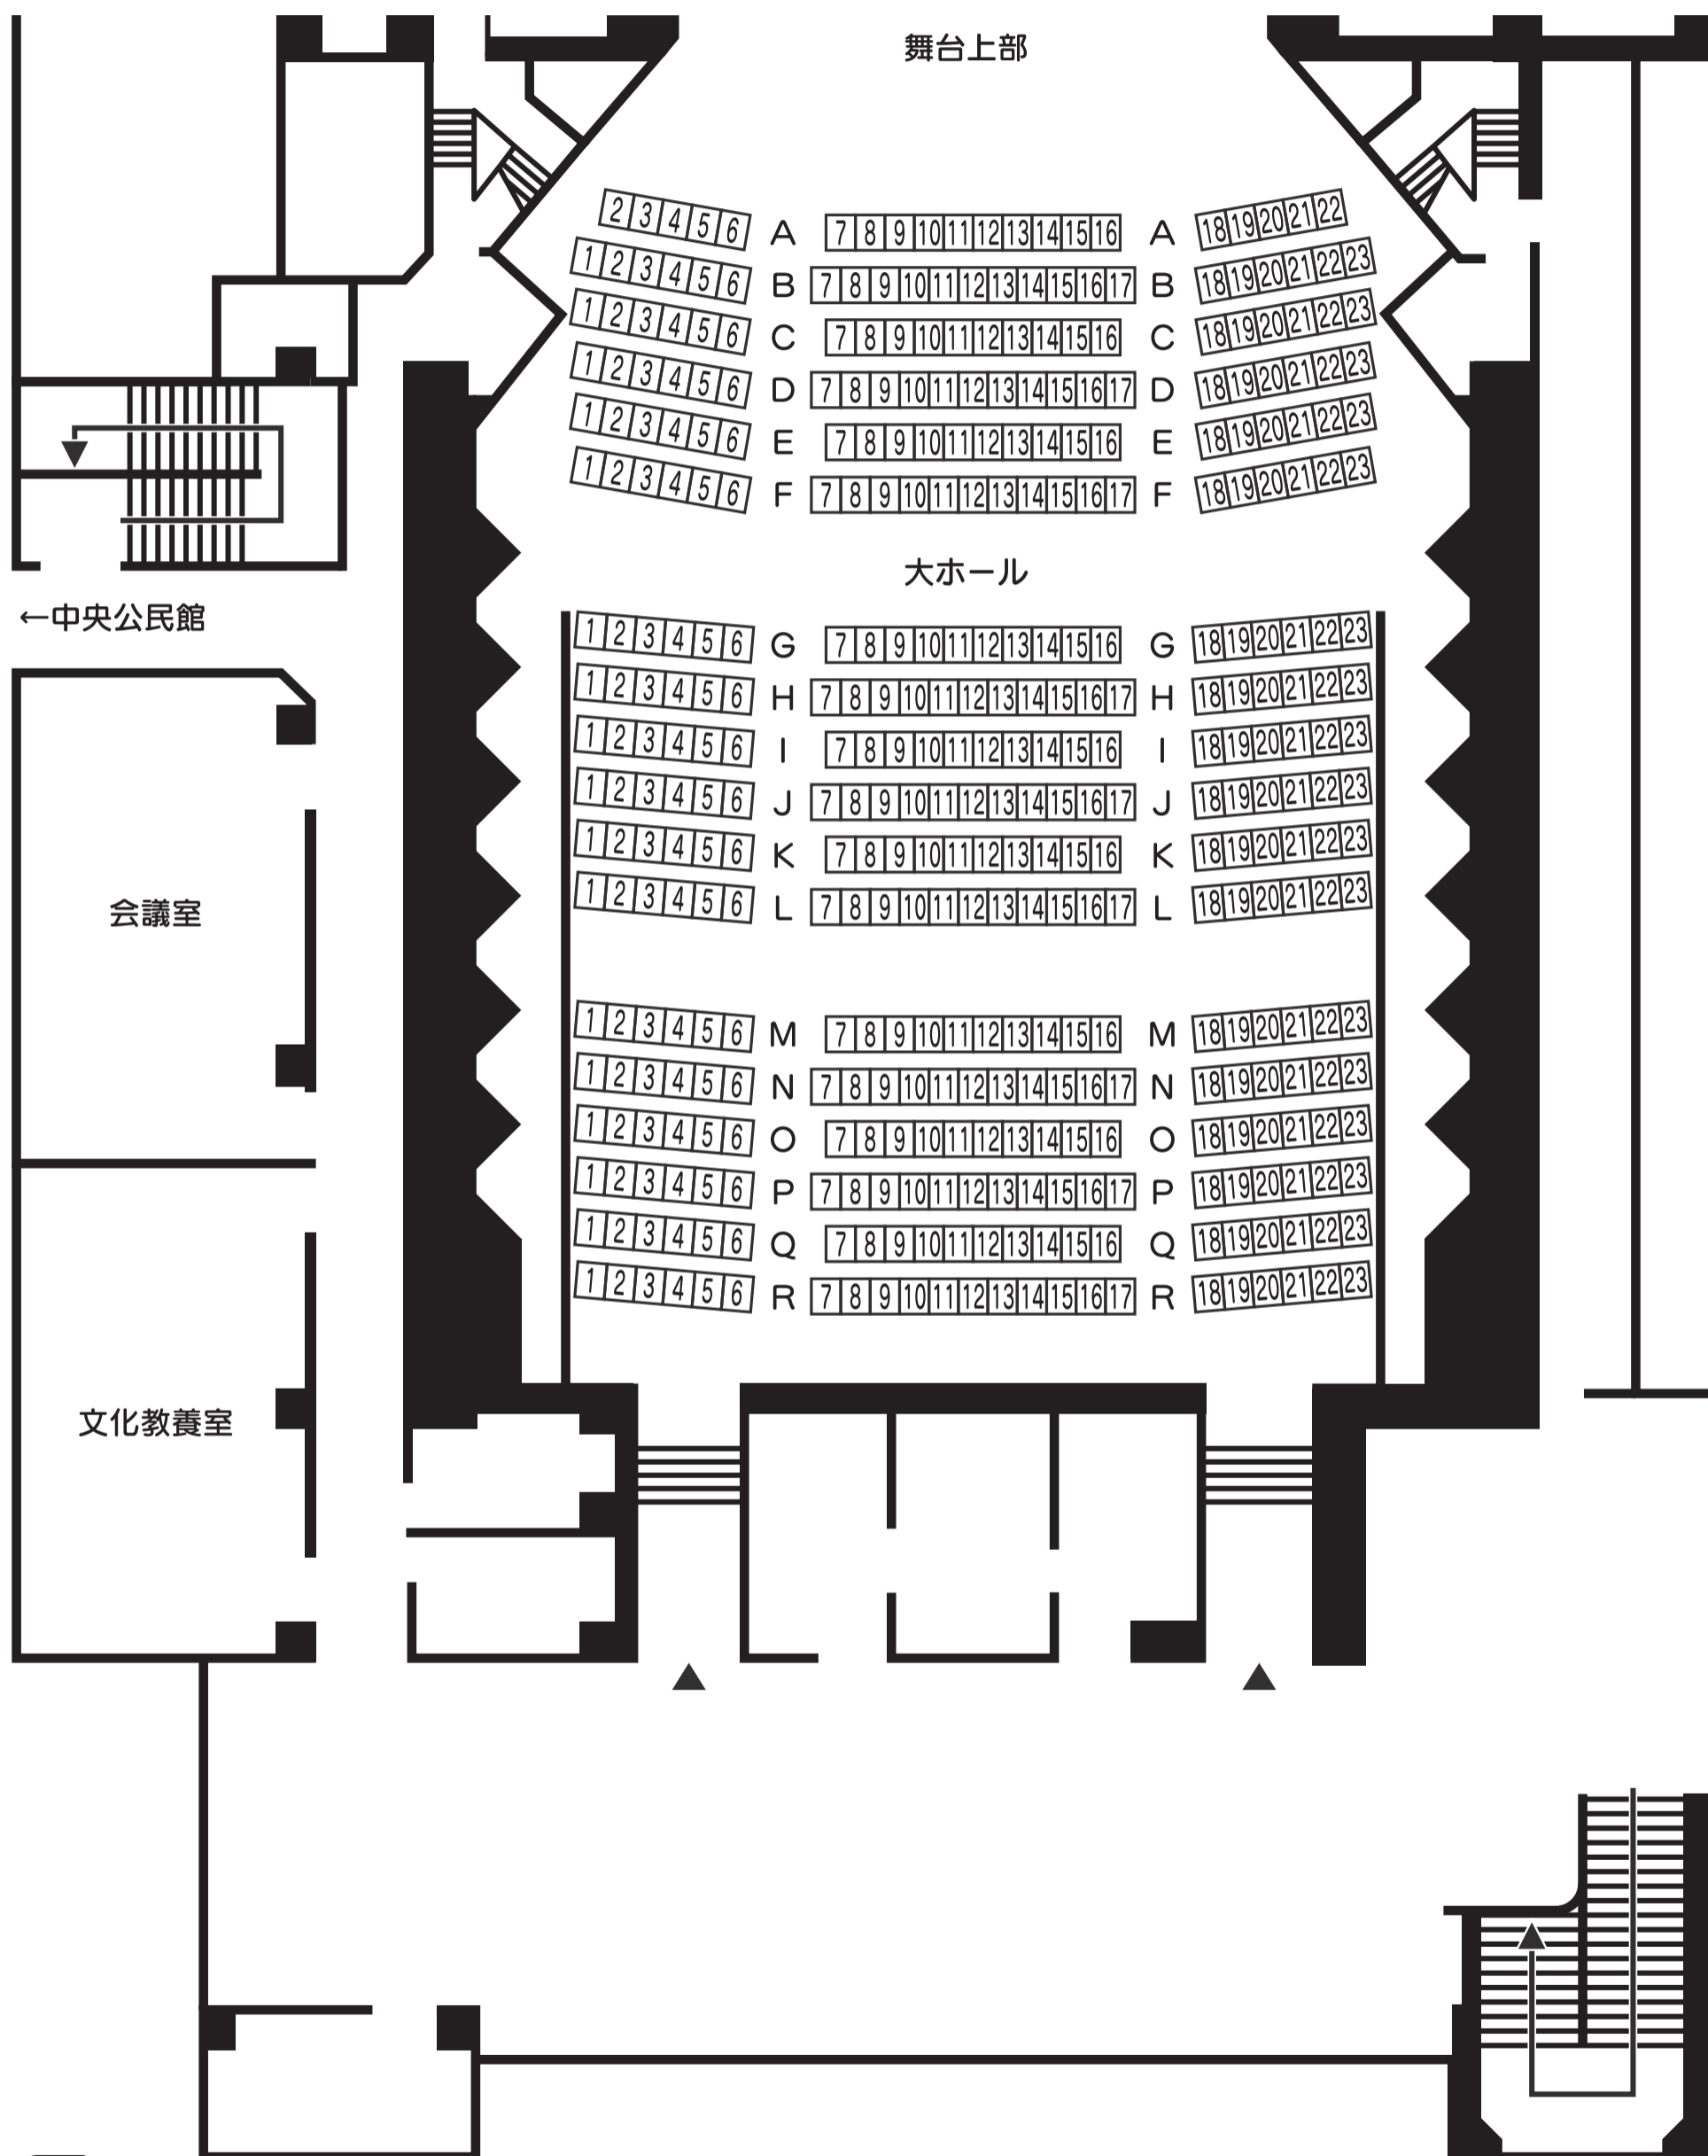 舞台上部
2 3 4 5 6 A 7 8 9 10 11 12 13 14 15 16 A 18 19 20 21 22
1 2 3 4 5 6 B 7 8 9 10 11 12 13 14 15 16 17 B 18 19 20 21 22 23
1 2 3 4 5 6 C 7 8 9 10 11 12 13 14 15 16 C 18 19 20 21 22 23
1 2 3 4 5 6 D 7 8 9 10 11 12 13 14 15 16 17 D 18 19 20 21 22 23
1 2 3 4 5 6 E 7 8 9 10 11 12 13 14 15 16 E 18 19 20 21 22 23
1 2 3 4 5 6 F 7 8 9 10 11 12 13 14 15 16 17 F 18 19 20 21 22 23
大ホール
←中央公民館
1 2 3 4 5 6 G 7 8 9 10 11 12 13 14 15 16 G 18 19 20 21 22 23
1 2 3 4 5 6 H 7 8 9 10 11 12 13 14 15 16 17 H 18 19 20 21 22 23
1 2 3 4 5 6 I 7 8 9 10 11 12 13 14 15 16 I 18 19 20 21 22 23
1 2 3 4 5 6 J 7 8 9 10 11 12 13 14 15 16 17 J 18 19 20 21 22 23
1 2 3 4 5 6 K 7 8 9 10 11 12 13 14 15 16 K 18 19 20 21 22 23
1 2 3 4 5 6 L 7 8 9 10 11 12 13 14 15 16 17 L 18 19 20 21 22 23
会議室
1 2 3 4 5 6 M 7 8 9 10 11 12 13 14 15 16 M 18 19 20 21 22 23
1 2 3 4 5 6 N 7 8 9 10 11 12 13 14 15 16 17 N 18 19 20 21 22 23
1 2 3 4 5 6 O 7 8 9 10 11 12 13 14 15 16 O 18 19 20 21 22 23
1 2 3 4 5 6 P 7 8 9 10 11 12 13 14 15 16 17 P 18 19 20 21 22 23
1 2 3 4 5 6 Q 7 8 9 10 11 12 13 14 15 16 Q 18 19 20 21 22 23
1 2 3 4 5 6 R 7 8 9 10 11 12 13 14 15 16 17 R 18 19 20 21 22 23
文化教養室